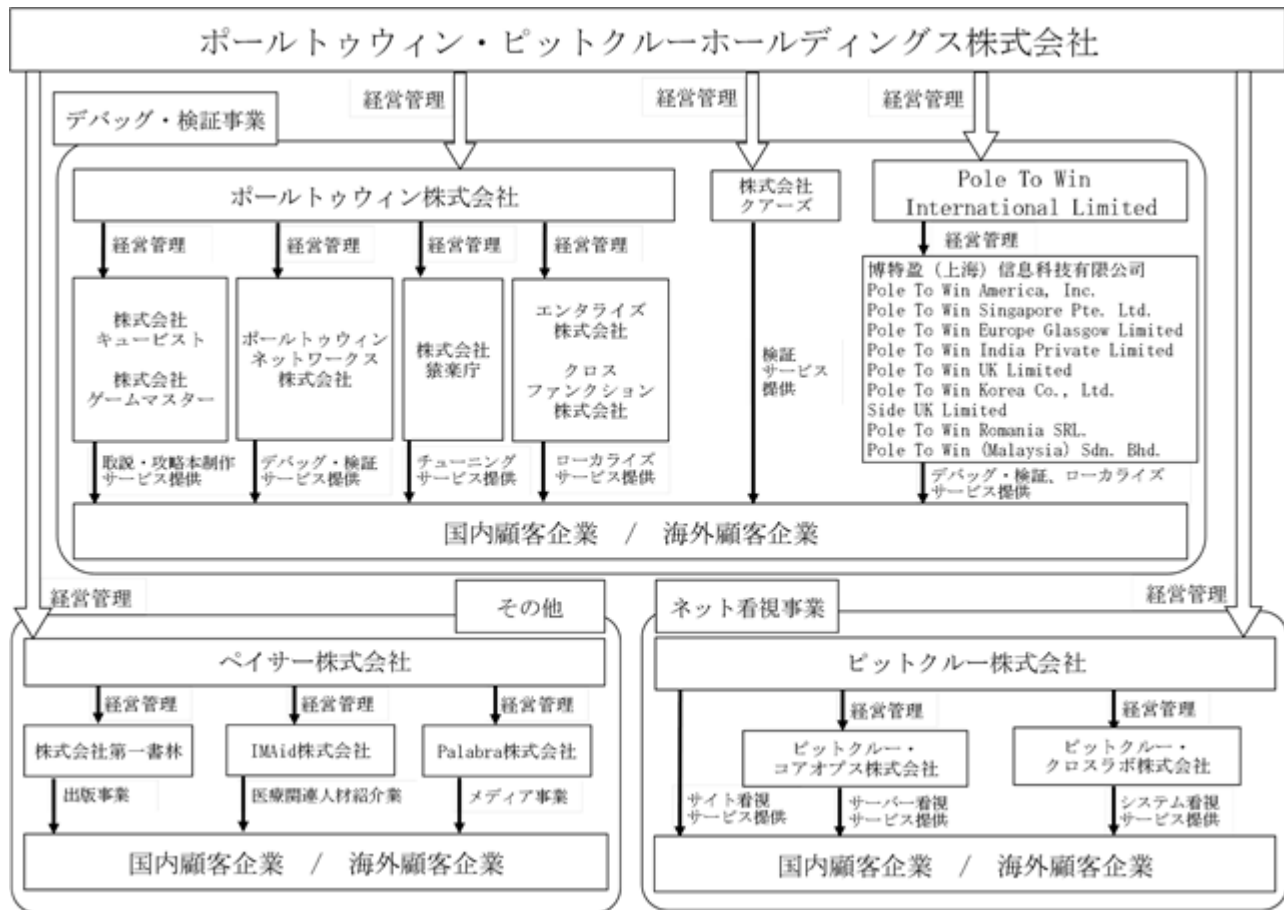 ポールトゥウィン・ピットクルーホールディングス株式会社
経営管理
経営管理
経営管理
デバッグ・検証事業
ポールトゥウィン株式会社
株式会社
クアーズ
Pole To Win
International Limited
経営管理
経営管理
経営管理
経営管理
経営管理
株式会社
キュービスト
株式会社
ゲームマスター
ポールトゥウィン
ネットワークス
株式会社
株式会社
猿楽庁
エンタライズ
株式会社
クロス
ファンクション
株式会社
検証
サービス
提供
博特盈（上海）信息科技有限公司
Pole To Win America, Inc.
Pole To Win Singapore Pte. Ltd.
Pole To Win Europe Glasgow Limited
Pole To Win India Private Limited
Pole To Win UK Limited
Pole To Win Korea Co., Ltd.
Side UK Limited
Pole To Win Romania SRL.
Pole To Win (Malaysia) Sdn. Bhd.
取説・攻略本制作
サービス提供
デバッグ・検証
サービス提供
チューニング
サービス提供
ローカライズ
サービス提供
デバッグ・検証、ローカライズ
サービス提供
国内顧客企業 / 海外顧客企業
経営管理
その他
ペイサー株式会社
経営管理
経営管理
経営管理
株式会社第一書林
IMAid株式会社
Palabra株式会社
出版事業
医療関連人材紹介業
メディア事業
国内顧客企業 / 海外顧客企業
ネット看視事業
経営管理
ピットクルー株式会社
経営管理
経営管理
ピットクルー・
コアオプス株式会社
ピットクルー・
クロスラボ株式会社
サイト看視
サービス提供
サーバー看視
サービス提供
システム看視
サービス提供
国内顧客企業 / 海外顧客企業